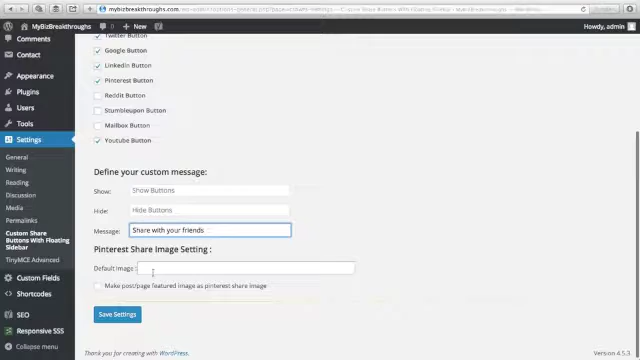 mybizbreakthroughs.com
MyBizBreakthroughs 0 + New Howdy, admin
Comments
Contact
Appearance
Plugins
Users
Tools
Settings
General
Writing
Reading
Discussion
Media
Permalinks
Custom Share
Buttons With Floating
Sidebar
TinyMCE Advanced
Custom Fields
Shortcodes
SEO
Responsive SSS
Collapse menu
Twitter Button
Google Button
LinkedIn Button
Pinterest Button
Reddit Button
Stumbleupon Button
Mailbox Button
Youtube Button
Define your custom message:
Show: Show Buttons
Hide: Hide Buttons
Message: Share with your friends
Pinterest Share Image Setting :
Default Image :
Make post/page featured image as pinterest share image
Save Settings
Thank you for creating with WordPress. Version 4.5.3